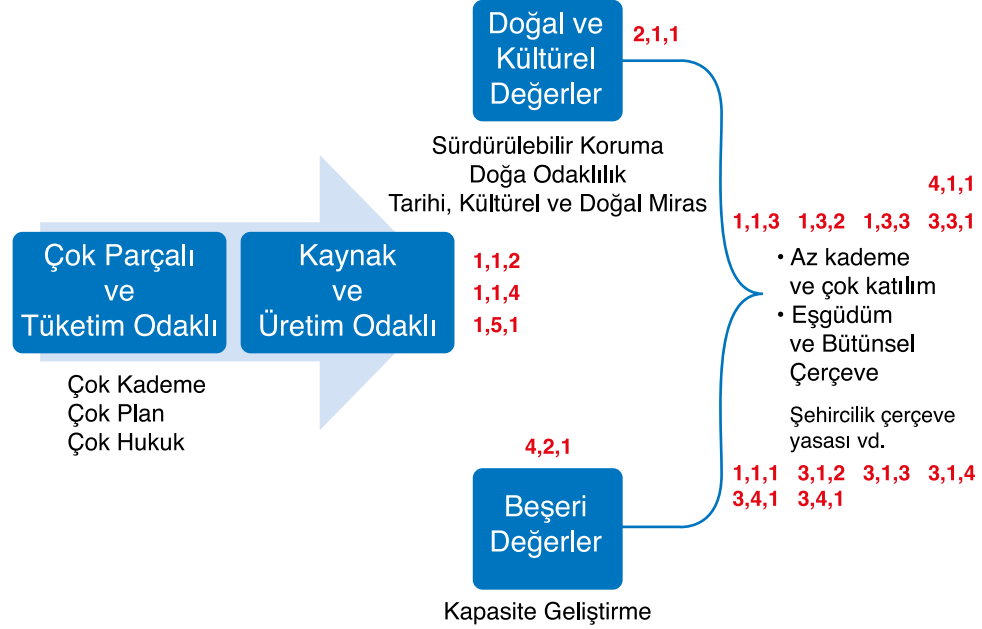 Doğal ve
Kültürel
Değerler
2,1,1
Sürdürülebilir Koruma
Doğa Odaklılık
Tarihi, Kültürel ve Doğal Miras
Çok Parçalı
ve
Tüketim Odaklı
Kaynak
ve
Üretim Odaklı
1,1,2
1,1,4
1,5,1
Çok Kademe
Çok Plan
Çok Hukuk
4,1,1
1,1,3 1,3,2 1,3,3 3,3,1
• Az kademe
ve çok katılım
• Eşgüdüm
ve Bütünsel
Çerçeve
Şehircilik çerçeve
yasası vd.
1,1,1 3,1,2 3,1,3 3,1,4
3,4,1 3,4,1
4,2,1
Beşeri
Değerler
Kapasite Geliştirme